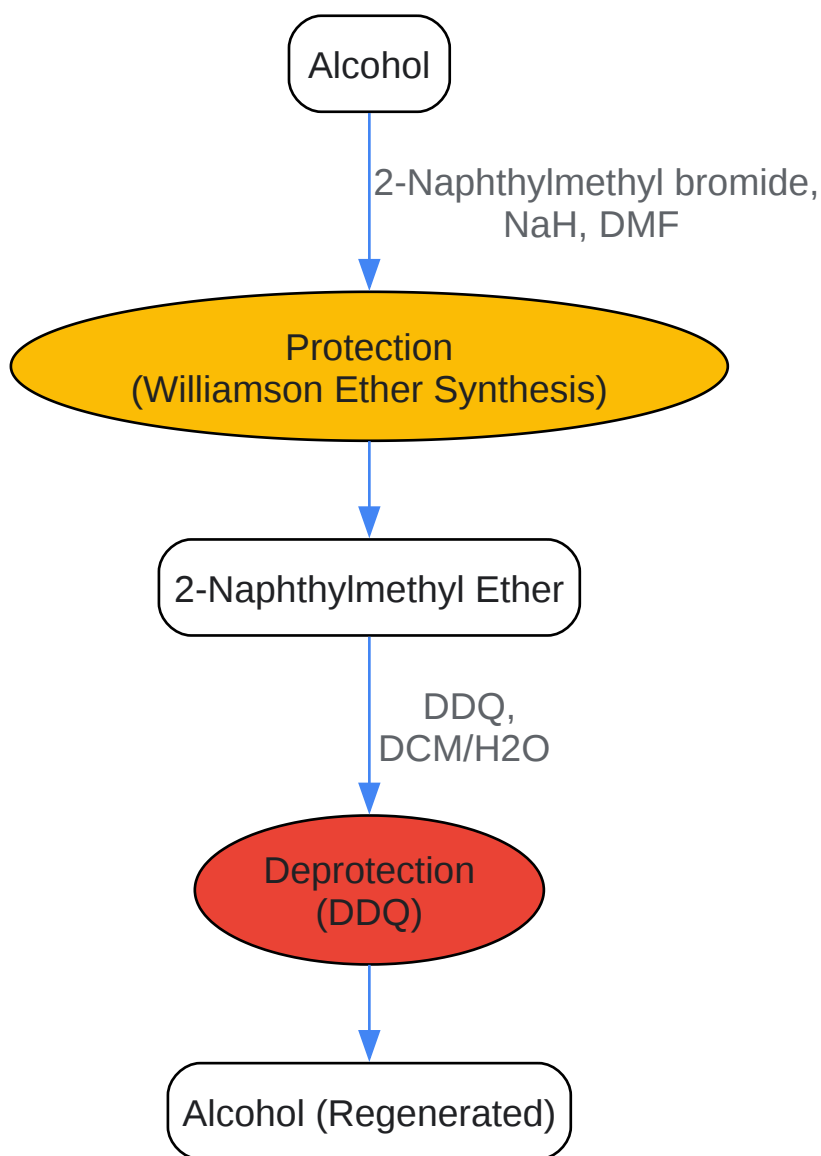 Alcohol
2-Naphthylmethyl bromide,
NaH, DMF
Protection
(Williamson Ether Synthesis)
2-Naphthylmethyl Ether
DDQ,
DCM/H2O
Deprotection
(DDQ)
Alcohol (Regenerated)